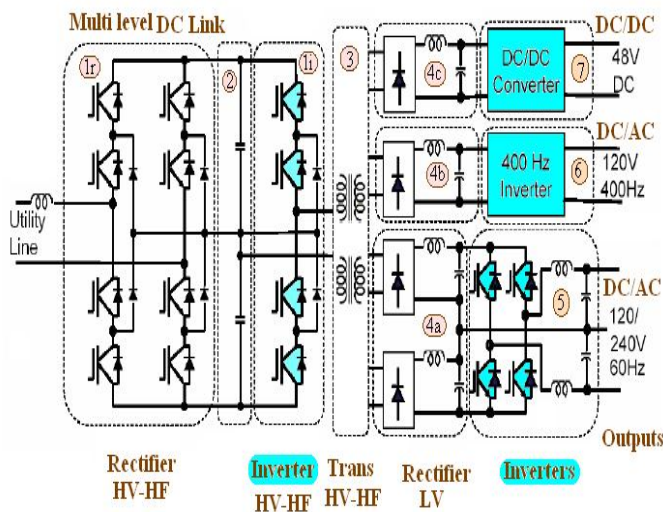 Multi level DC Link
DC/DC
1r
2
1i
3
4c
DC/DC
Converter
7
48V
DC
DC/AC
4b
400 Hz
Inverter
6
120V
400Hz
Utility
Line
4a
5
DC/AC
120/
240V
60Hz
Outputs
Rectifier
HV-HF
Inverter
HV-HF
Trans
HV-HF
Rectifier
LV
Inverters